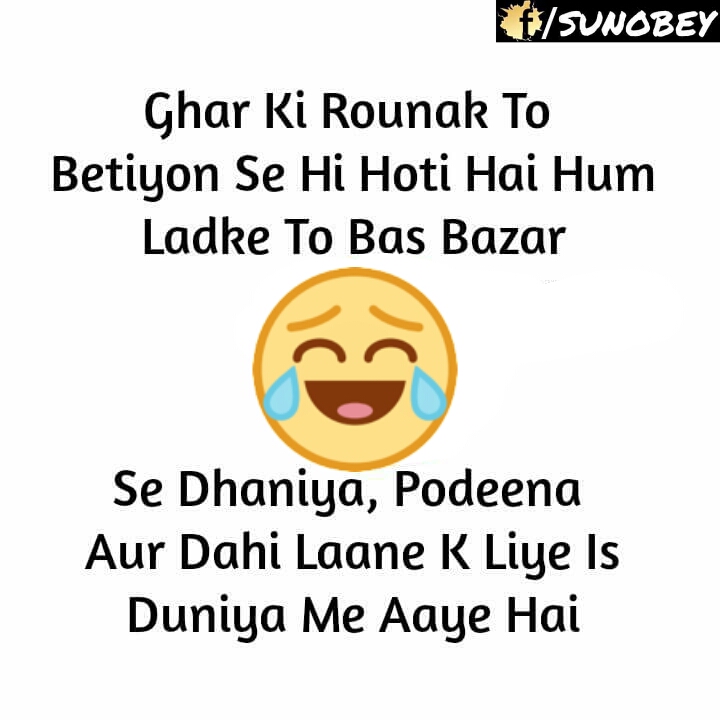 f/SUNOBEY
Ghar Ki Rounak To
Betiyon Se Hi Hoti Hai Hum
Ladke To Bas Bazar
Se Dhaniya, Podeena
Aur Dahi Laane K Liye Is
Duniya Me Aaye Hai